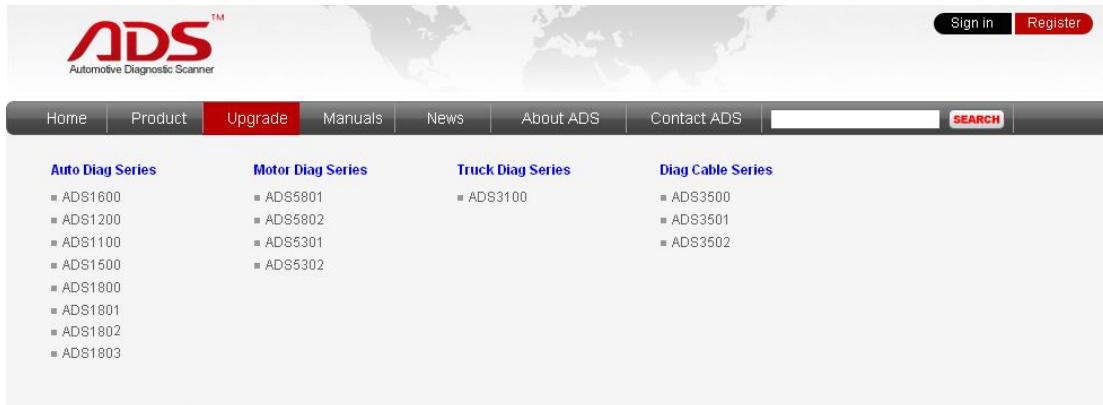 ADS TM
Automotive Diagnostic Scanner
Sign in Register
Home Product Upgrade Manuals News About ADS Contact ADS SEARCH
Auto Diag Series Motor Diag Series Truck Diag Series Diag Cable Series
ADS1600 ADS5801 ADS3100 ADS3500
ADS1200 ADS5802 ADS3501
ADS1100 ADS5301 ADS3502
ADS1500 ADS5302
ADS1800
ADS1801
ADS1802
ADS1803